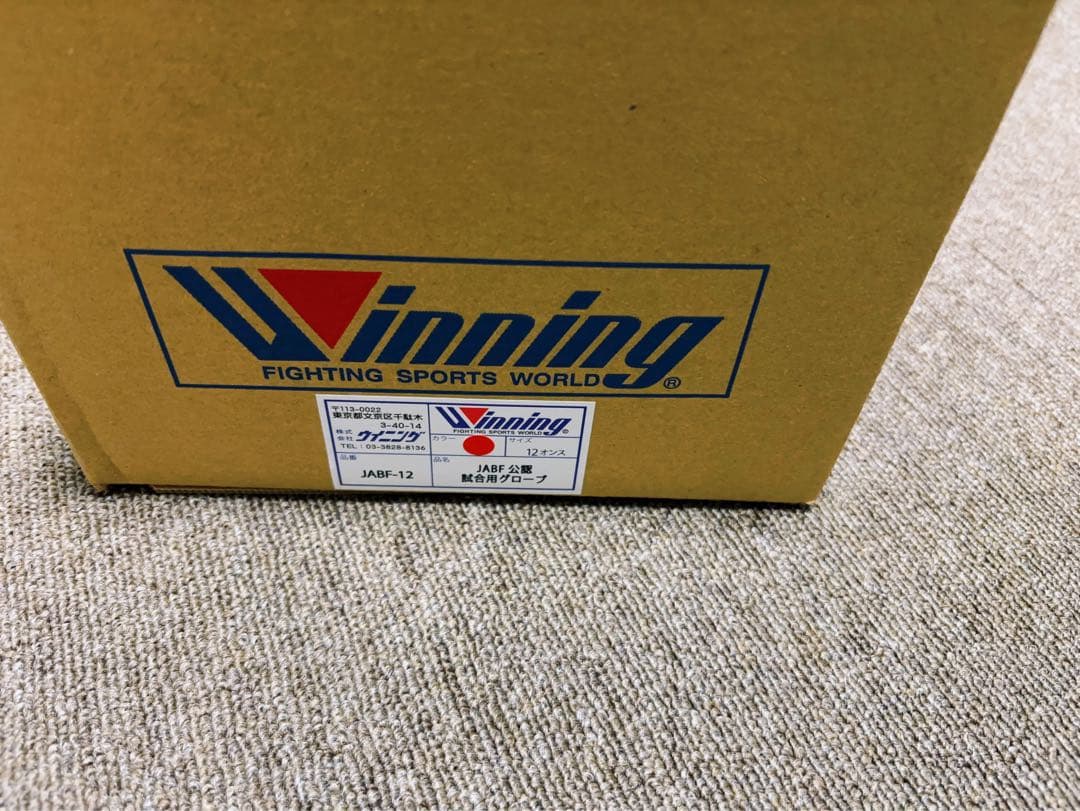 Winning
FIGHTING SPORTS WORLD ®
〒113-0022
東京都文京区千駄木
3-40-14
株式会社 ウイニング
TEL:03-3828-8136
Winning
FIGHTING SPORTS WORLD
カラー
サイズ
12オンス
品番
JABF-12
品名
JABF 公認
試合用グローブ